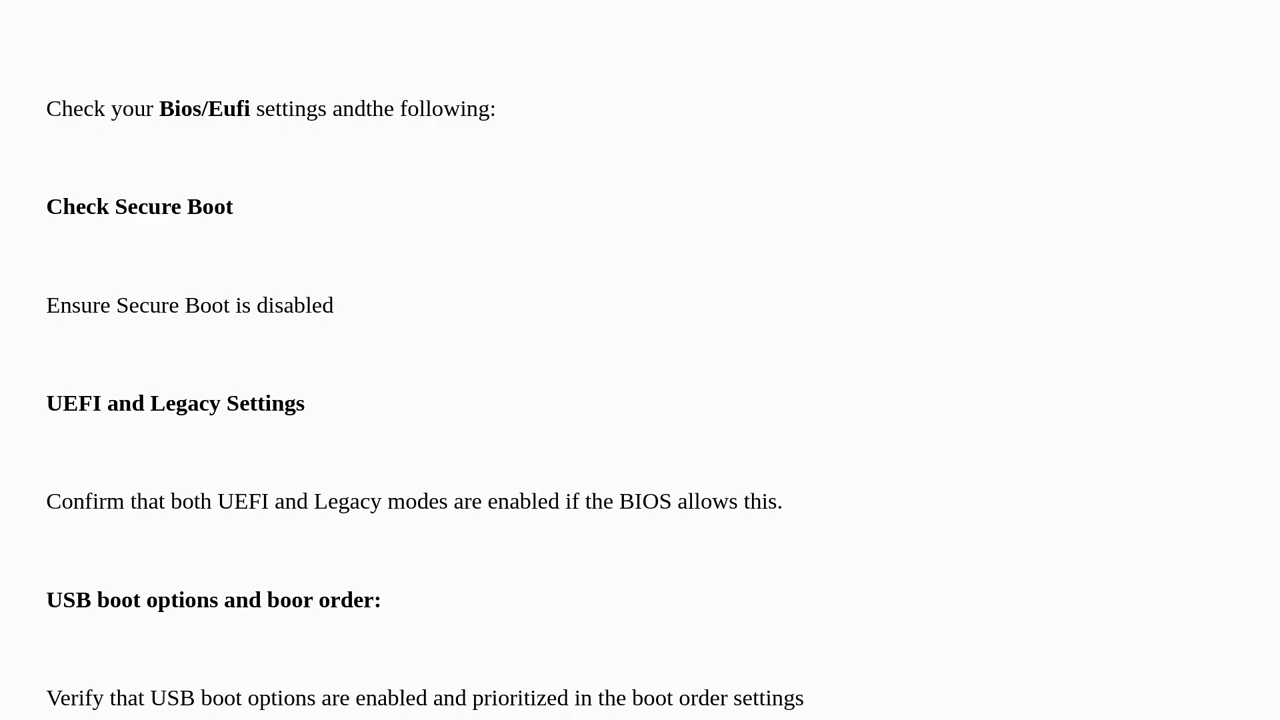 Check your Bios/Eufi settings andthe following:
Check Secure Boot
Ensure Secure Boot is disabled
UEFI and Legacy Settings
Confirm that both UEFI and Legacy modes are enabled if the BIOS allows this.
USB boot options and boor order:
Verify that USB boot options are enabled and prioritized in the boot order settings